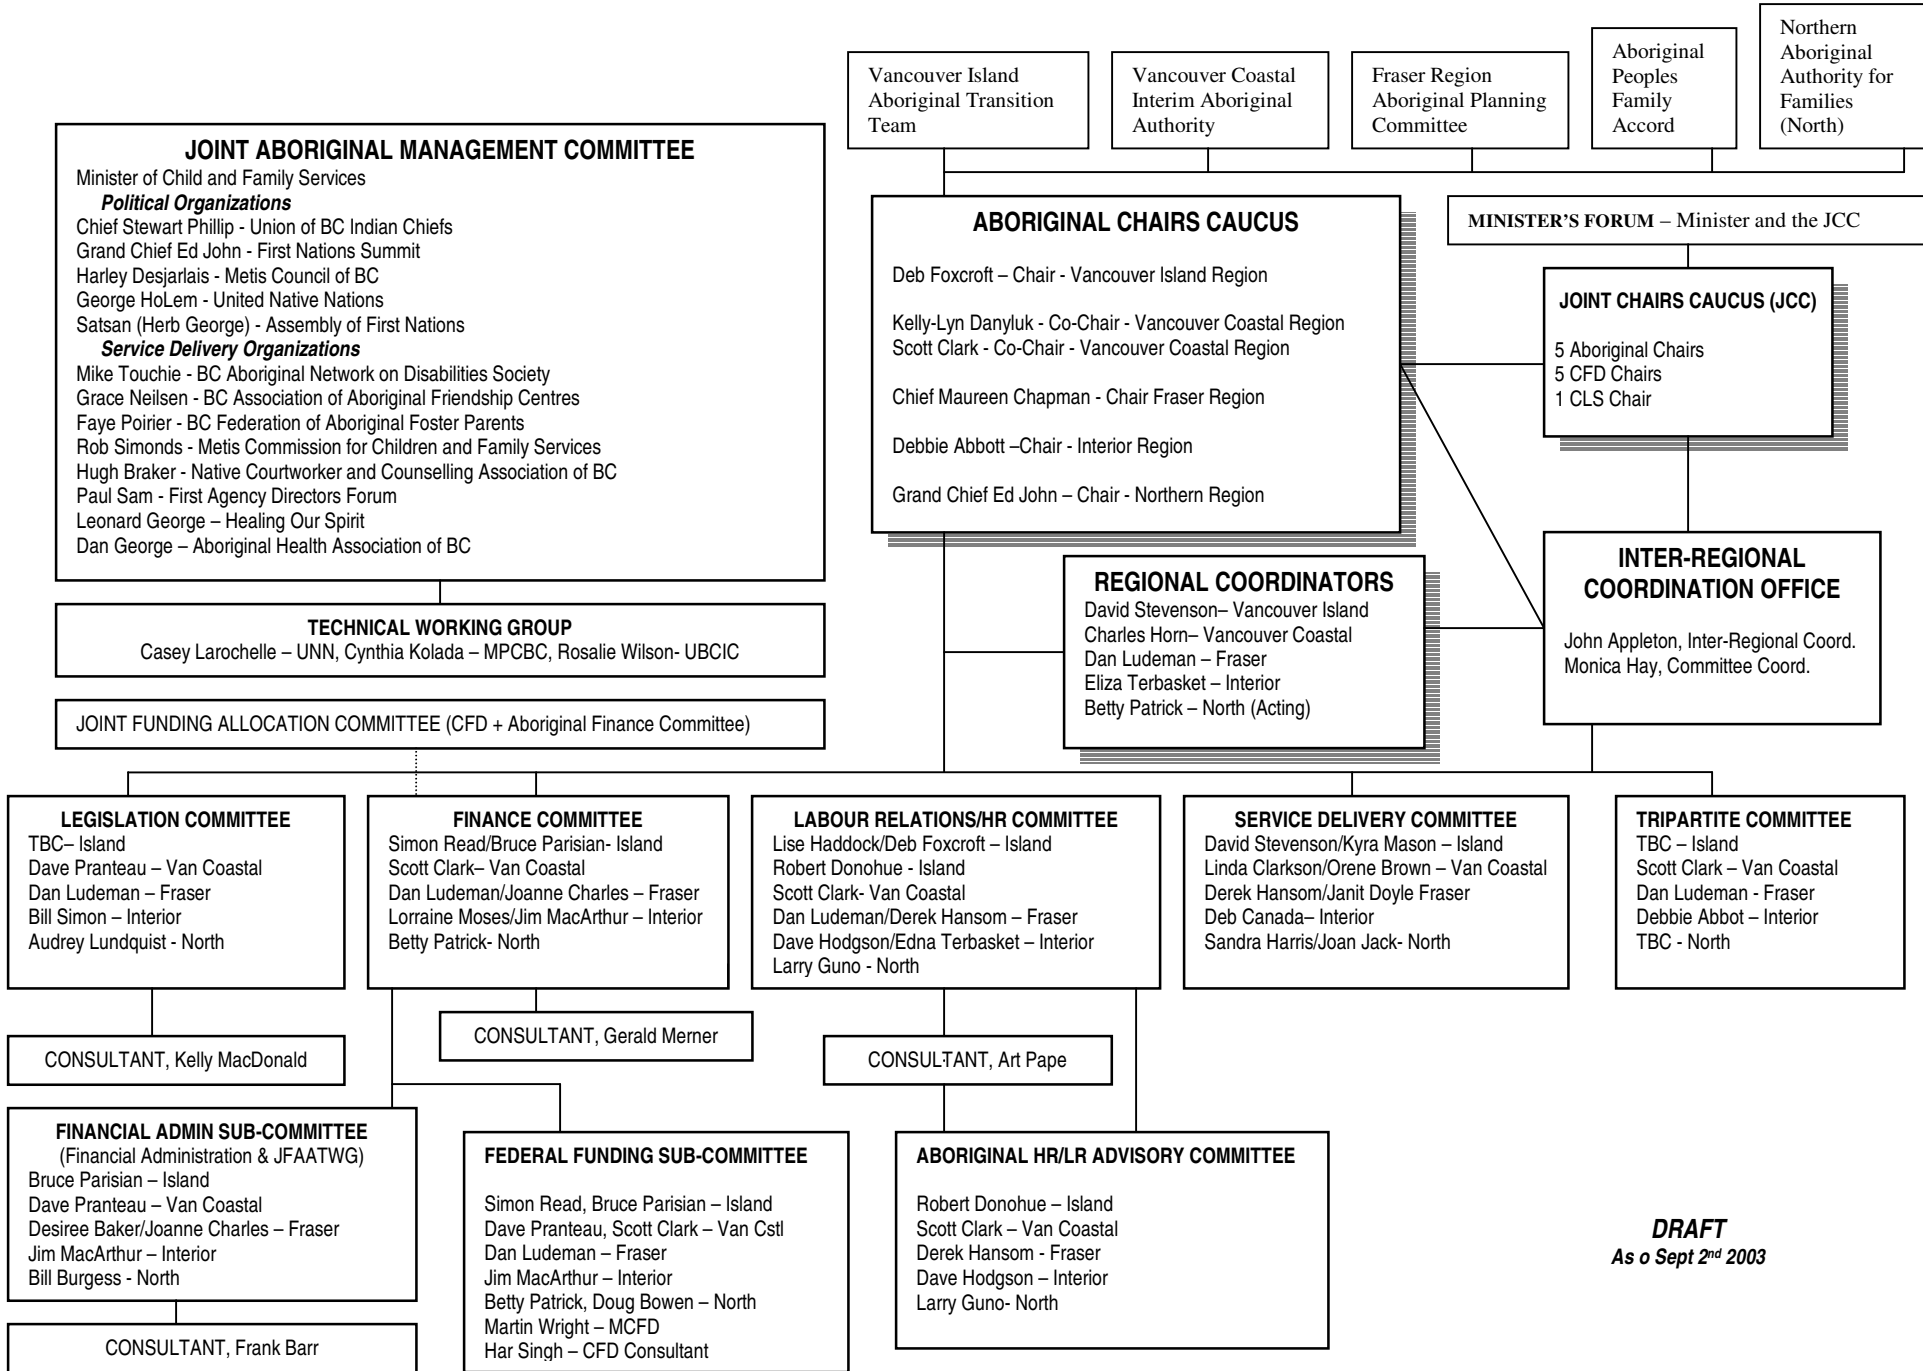 Vancouver Island
Aboriginal Transition
Team
Vancouver Coastal
Interim Aboriginal
Authority
Fraser Region
Aboriginal Planning
Committee
Aboriginal
Peoples
Family
Accord
Northern
Aboriginal
Authority for
Families
(North)
JOINT ABORIGINAL MANAGEMENT COMMITTEE
Minister of Child and Family Services
Political Organizations
Chief Stewart Phillip - Union of BC Indian Chiefs
Grand Chief Ed John - First Nations Summit
Harley Desjarlais - Metis Council of BC
George HoLem - United Native Nations
Satsan (Herb George) - Assembly of First Nations
Service Delivery Organizations
Mike Touchie - BC Aboriginal Network on Disabilities Society
Grace Neilsen - BC Association of Aboriginal Friendship Centres
Faye Poirier - BC Federation of Aboriginal Foster Parents
Rob Simonds - Metis Commission for Children and Family Services
Hugh Braker - Native Courtworker and Counselling Association of BC
Paul Sam - First Agency Directors Forum
Leonard George – Healing Our Spirit
Dan George – Aboriginal Health Association of BC
ABORIGINAL CHAIRS CAUCUS
Deb Foxcroft – Chair - Vancouver Island Region
Kelly-Lyn Danyluk - Co-Chair - Vancouver Coastal Region
Scott Clark - Co-Chair - Vancouver Coastal Region
Chief Maureen Chapman - Chair Fraser Region
Debbie Abbott –Chair - Interior Region
Grand Chief Ed John – Chair - Northern Region
MINISTER'S FORUM – Minister and the JCC
JOINT CHAIRS CAUCUS (JCC)
5 Aboriginal Chairs
5 CFD Chairs
1 CLS Chair
TECHNICAL WORKING GROUP
Casey Larochelle – UNN, Cynthia Kolada – MPCBC, Rosalie Wilson- UBCIC
REGIONAL COORDINATORS
David Stevenson– Vancouver Island
Charles Horn– Vancouver Coastal
Dan Ludeman – Fraser
Eliza Terbasket – Interior
Betty Patrick – North (Acting)
INTER-REGIONAL
COORDINATION OFFICE
John Appleton, Inter-Regional Coord.
Monica Hay, Committee Coord.
JOINT FUNDING ALLOCATION COMMITTEE (CFD + Aboriginal Finance Committee)
LEGISLATION COMMITTEE
TBC– Island
Dave Pranteau – Van Coastal
Dan Ludeman – Fraser
Bill Simon – Interior
Audrey Lundquist - North
FINANCE COMMITTEE
Simon Read/Bruce Parisian- Island
Scott Clark– Van Coastal
Dan Ludeman/Joanne Charles – Fraser
Lorraine Moses/Jim MacArthur – Interior
Betty Patrick- North
LABOUR RELATIONS/HR COMMITTEE
Lise Haddock/Deb Foxcroft – Island
Robert Donohue - Island
Scott Clark- Van Coastal
Dan Ludeman/Derek Hansom – Fraser
Dave Hodgson/Edna Terbasket – Interior
Larry Guno - North
SERVICE DELIVERY COMMITTEE
David Stevenson/Kyra Mason – Island
Linda Clarkson/Orene Brown – Van Coastal
Derek Hansom/Janit Doyle Fraser
Deb Canada– Interior
Sandra Harris/Joan Jack- North
TRIPARTITE COMMITTEE
TBC – Island
Scott Clark – Van Coastal
Dan Ludeman - Fraser
Debbie Abbot – Interior
TBC - North
CONSULTANT, Kelly MacDonald
CONSULTANT, Gerald Merner
CONSULTANT, Art Pape
FINANCIAL ADMIN SUB-COMMITTEE
(Financial Administration & JFAATWG)
Bruce Parisian – Island
Dave Pranteau – Van Coastal
Desiree Baker/Joanne Charles – Fraser
Jim MacArthur – Interior
Bill Burgess - North
FEDERAL FUNDING SUB-COMMITTEE
Simon Read, Bruce Parisian – Island
Dave Pranteau, Scott Clark – Van Cstl
Dan Ludeman – Fraser
Jim MacArthur – Interior
Betty Patrick, Doug Bowen – North
Martin Wright – MCFD
Har Singh – CFD Consultant
ABORIGINAL HR/LR ADVISORY COMMITTEE
Robert Donohue – Island
Scott Clark – Van Coastal
Derek Hansom - Fraser
Dave Hodgson – Interior
Larry Guno- North
DRAFT
As o Sept 2nd 2003
CONSULTANT, Frank Barr